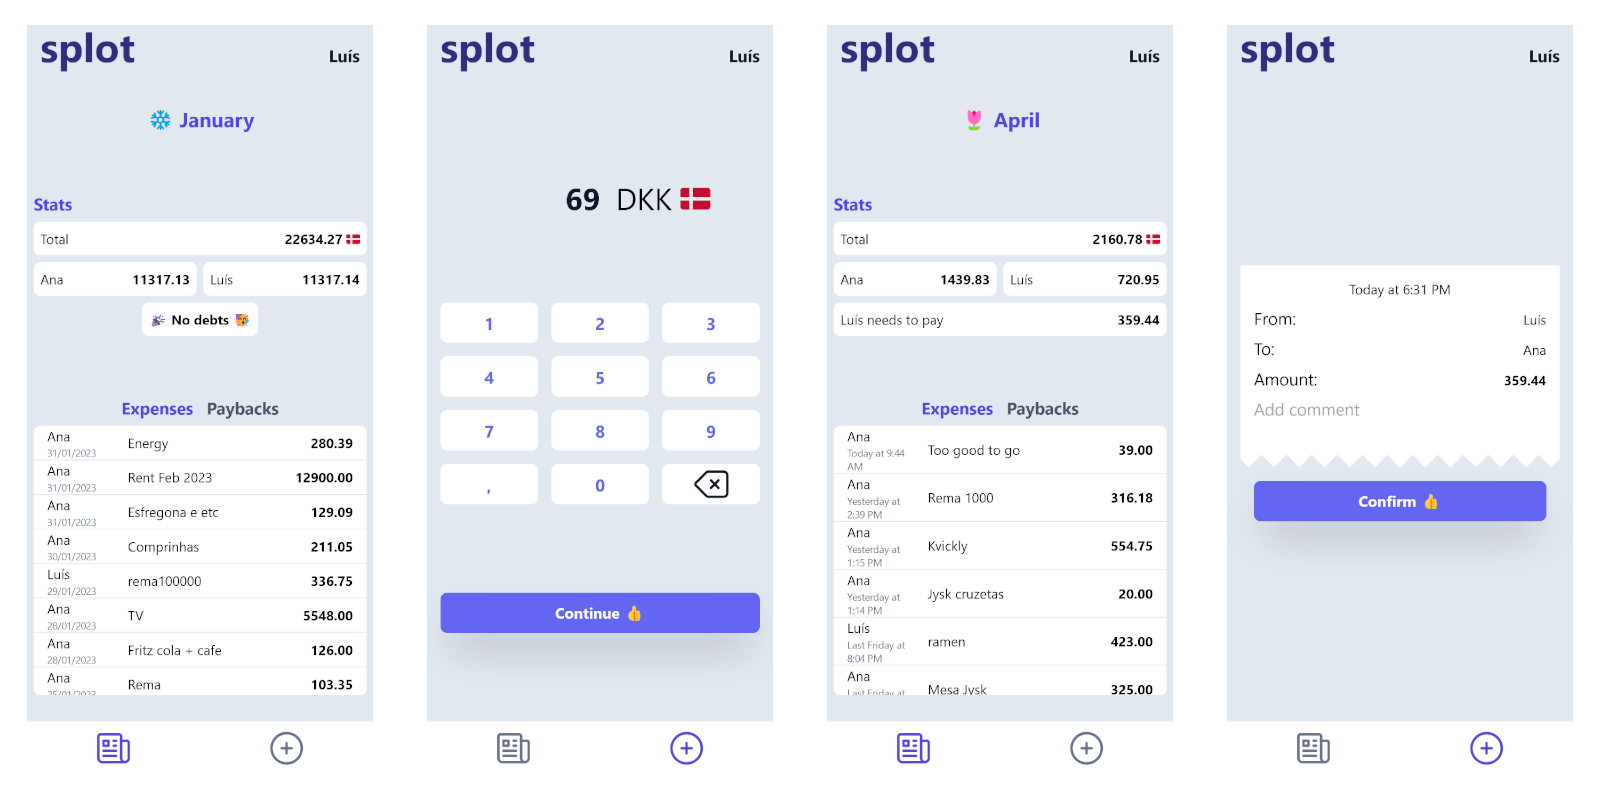 splot
Luís
January
Stats
Total 22634.27
Ana 11317.13 Luís 11317.14
No debts
Expenses Paybacks
Ana
31/01/2023
Energy 280.39
Ana
31/01/2023
Rent Feb 2023 12900.00
Ana
31/01/2023
Esfregona e etc 129.09
Ana
30/01/2023
Comprinhas 211.05
Luís
29/01/2023
rema100000 336.75
Ana
28/01/2023
TV 5548.00
Ana
28/01/2023
Fritz cola + cafe 126.00
Ana
25/01/2023
Rema 103.35
splot
Luís
69 DKK
1 2 3
4 5 6
7 8 9
, 0
Continue
splot
Luís
April
Stats
Total 2160.78
Ana 1439.83 Luís 720.95
Luís needs to pay 359.44
Expenses Paybacks
Ana
Today at 9:44
AM
Too good to go 39.00
Ana
Yesterday at
2:39 PM
Rema 1000 316.18
Ana
Yesterday at
1:15 PM
Kvickly 554.75
Ana
Yesterday at
1:14 PM
Jysk cruzetas 20.00
Luís
Last Friday at
8:04 PM
ramen 423.00
Ana
Last Friday at
Mesa Jysk 325.00
splot
Luís
Today at 6:31 PM
From: Luís
To: Ana
Amount: 359.44
Add comment
Confirm